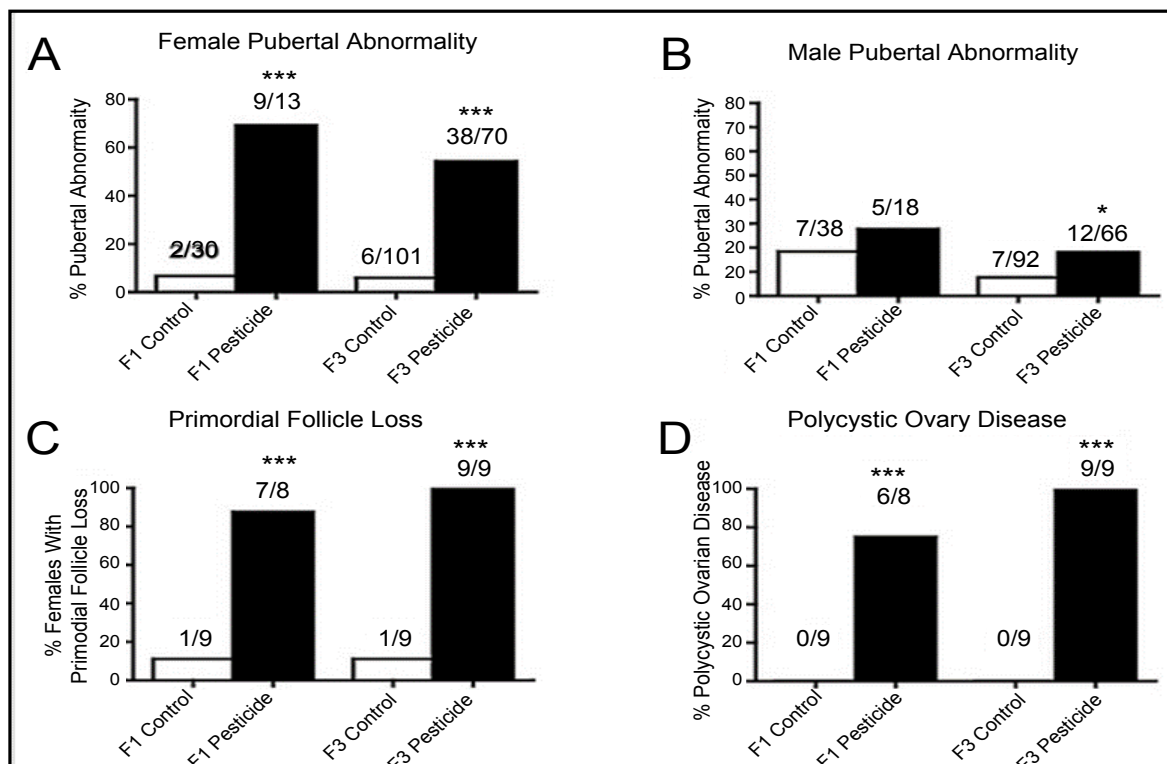 A
Female Pubertal Abnormality
% Pubertal Abnormaity
80
60
40
20
0
2/30
***
9/13
6/101
***
38/70
F1 Control
F1 Pesticide
F3 Control
F3 Pesticide
B
Male Pubertal Abnormality
% Pubertal Abnormaity
80
70
60
50
40
30
20
20
0
7/38
5/18
7/92
*
12/66
F1 Control
F1 Pesticide
F3 Control
F3 Pesticide
C
Primordial Follicle Loss
% Females With
Primodial Follicle Loss
100
80
60
40
20
0
1/9
***
7/8
1/9
***
9/9
F1 Control
F1 Pesticide
F3 Control
F3 Pesticide
D
Polycystic Ovary Disease
% Polycystic Ovarian Disease
100
80
60
40
20
0
0/9
***
6/8
0/9
***
9/9
F1 Control
F1 Pesticide
F3 Control
F3 Pesticide